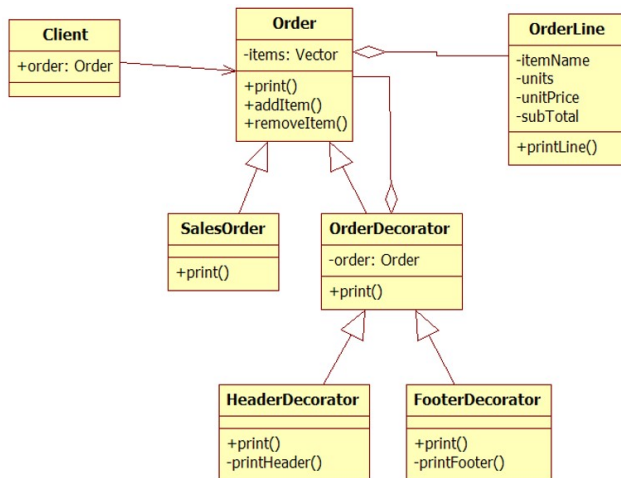 Client
+order: Order
Order
-items: Vector
+print()
+addItem()
+removeItem()
OrderLine
-itemName
-units
-unitPrice
-subTotal
+printLine()
SalesOrder
+print()
OrderDecorator
-order: Order
+print()
HeaderDecorator
+print()
-printHeader()
FooterDecorator
+print()
-printFooter()